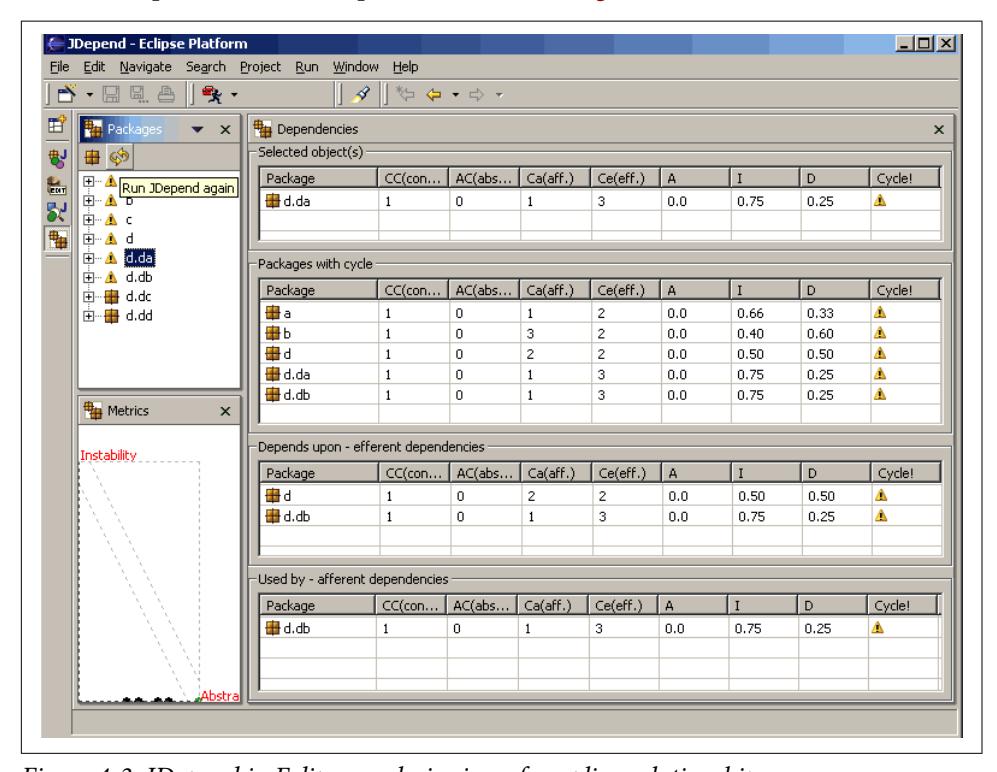 JDepend - Eclipse Platform
File Edit Navigate Search Project Run Window Help
Packages
Run JDepend again
c
d
d.da
d.db
d.dc
d.dd
Metrics
Instability
Abstra
Dependencies
Selected object(s)
Package CC(con... AC(abs... Ca(aff.) Ce(eff.) A I D Cycle!
d.da 1 0 1 3 0.0 0.75 0.25
Packages with cycle
Package CC(con... AC(abs... Ca(aff.) Ce(eff.) A I D Cycle!
a 1 0 1 2 0.0 0.66 0.33
b 1 0 3 2 0.0 0.40 0.60
d 1 0 2 2 0.0 0.50 0.50
d.da 1 0 1 3 0.0 0.75 0.25
d.db 1 0 1 3 0.0 0.75 0.25
Depends upon - efferent dependencies
Package CC(con... AC(abs... Ca(aff.) Ce(eff.) A I D Cycle!
d 1 0 2 2 0.0 0.50 0.50
d.db 1 0 1 3 0.0 0.75 0.25
Used by - afferent dependencies
Package CC(con... AC(abs... Ca(aff.) Ce(eff.) A I D Cycle!
d.db 1 0 1 3 0.0 0.75 0.25